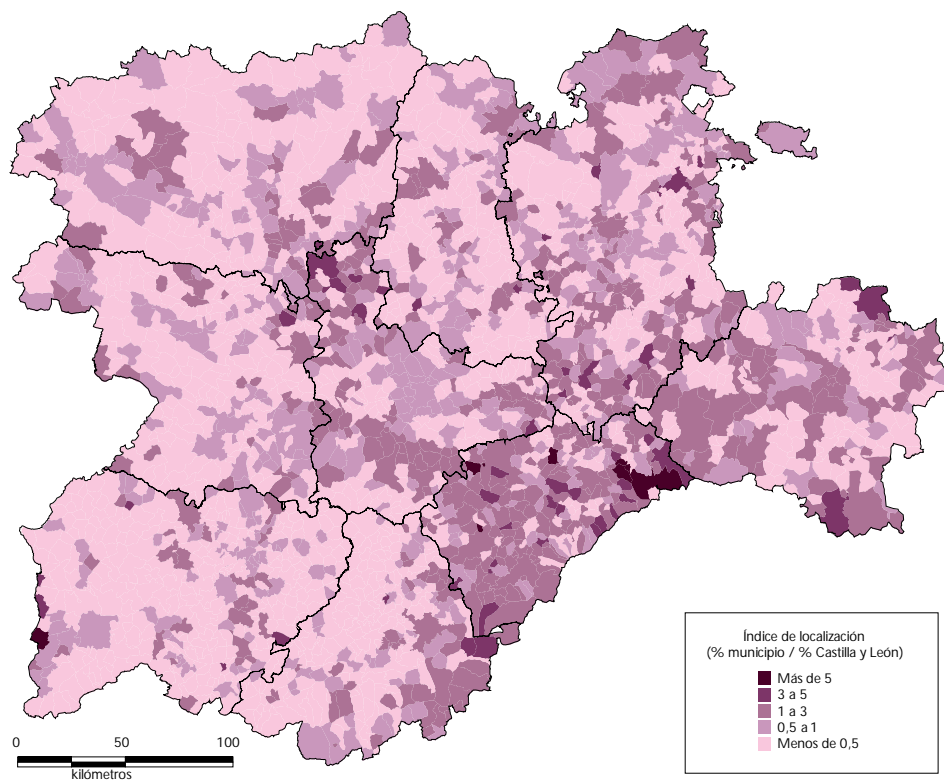 Índice de localización
(% municipio / % Castilla y León)
Más de 5
3 a 5
1 a 3
0,5 a 1
Menos de 0,5
0 50 100
kilómetros